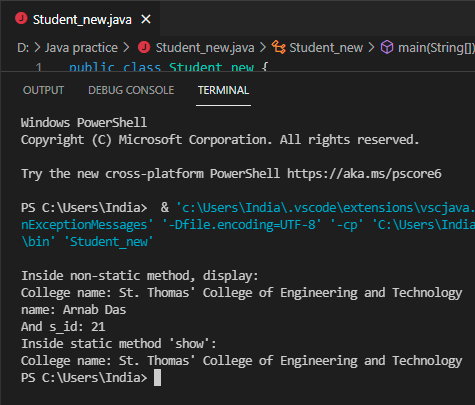 Student_new.java
D: > Java practice > Student_new.java > Student_new > main(String[])
1 public class Student_new {
OUTPUT DEBUG CONSOLE TERMINAL
Windows PowerShell
Copyright (C) Microsoft Corporation. All rights reserved.
Try the new cross-platform PowerShell https://aka.ms/pscore6
PS C:\Users\India> & 'c:\Users\India\.vscode\extensions\vscjava.
nExceptionMessages' '-Dfile.encoding=UTF-8' '-cp' 'C:\Users\India
\bin' 'Student_new'
Inside non-static method, display:
College name: St. Thomas' College of Engineering and Technology
name: Arnab Das
And s_id: 21
Inside static method 'show':
College name: St. Thomas' College of Engineering and Technology
PS C:\Users\India>